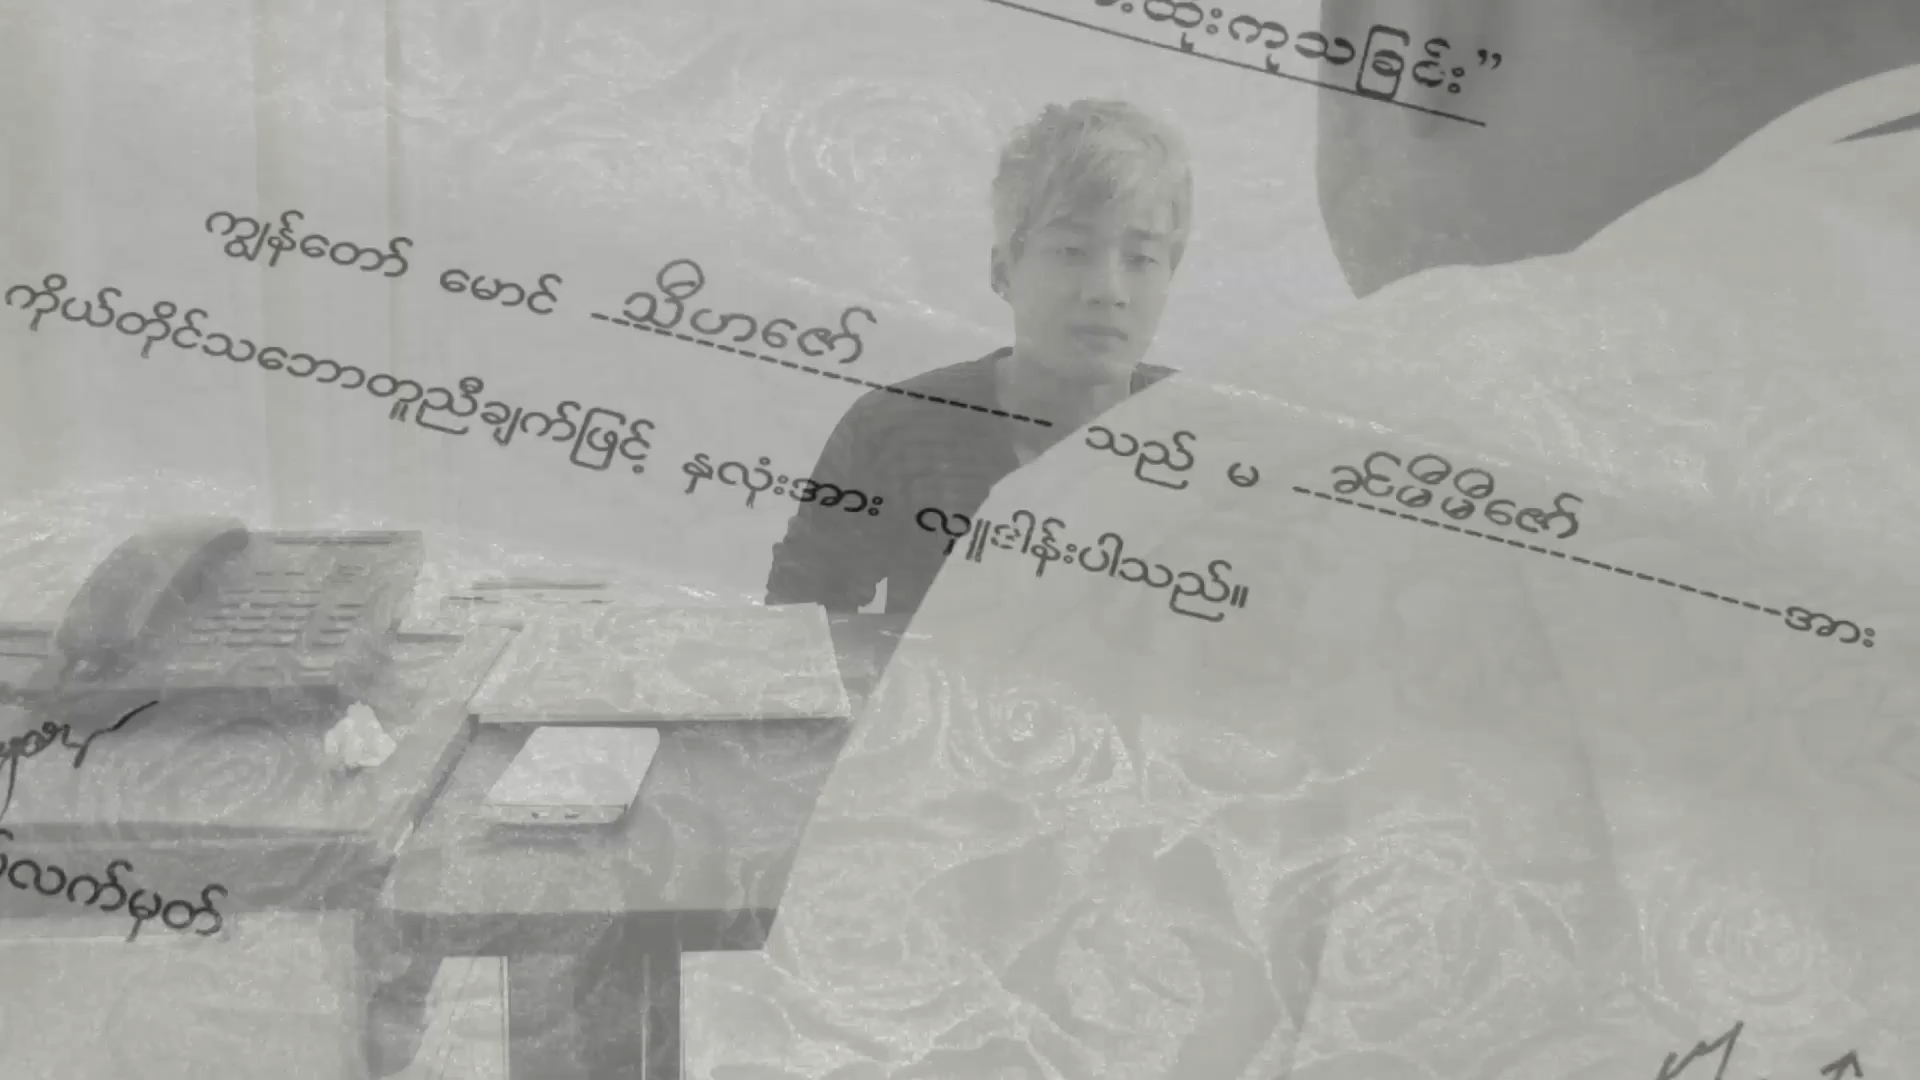 ထုံးကုသခြင်း”
ကျွန်တော် မောင် သီဟဇော် သည် မ ခင်မီမီဇော် အား
ကိုယ်တိုင်သဘောတူညီချက်ဖြင့် နှလုံးအား လှူဒါန်းပါသည်။
လက်မှတ်